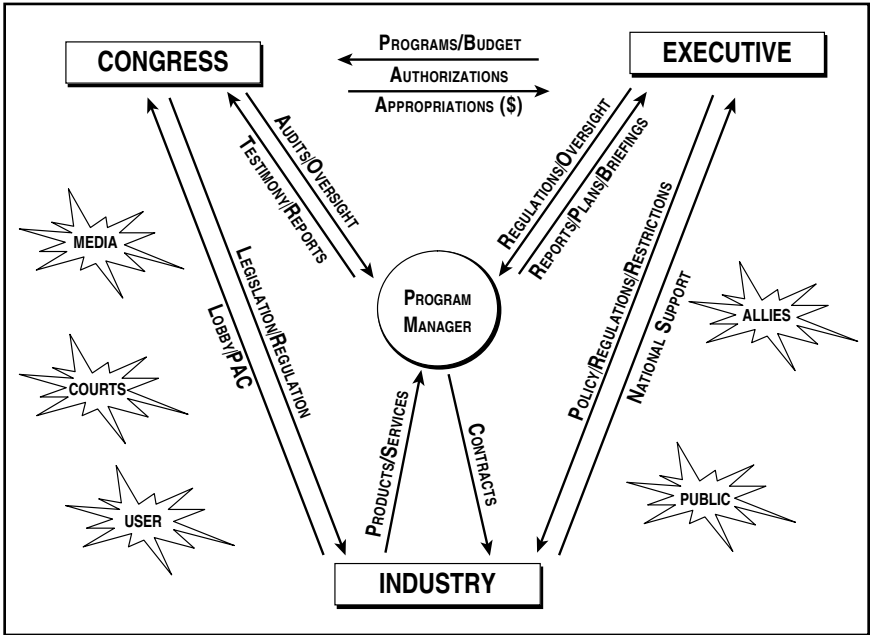 CONGRESS
PROGRAMS/BUDGET
AUTHORIZATIONS
APPROPRIATIONS ($)
EXECUTIVE
AUDITS/OVERSIGHT
TESTIMONY/REPORTS
REGULATIONS/OVERSIGHT
REPORTS/PLANS/BRIEFINGS
MEDIA
LEGISLATION/REGULATION
LOBBY/PAC
PROGRAM
MANAGER
POLICY/REGULATIONS/RESTRICTIONS
NATIONAL SUPPORT
ALLIES
COURTS
PRODUCTS/SERVICES
CONTRACTS
USER
PUBLIC
INDUSTRY